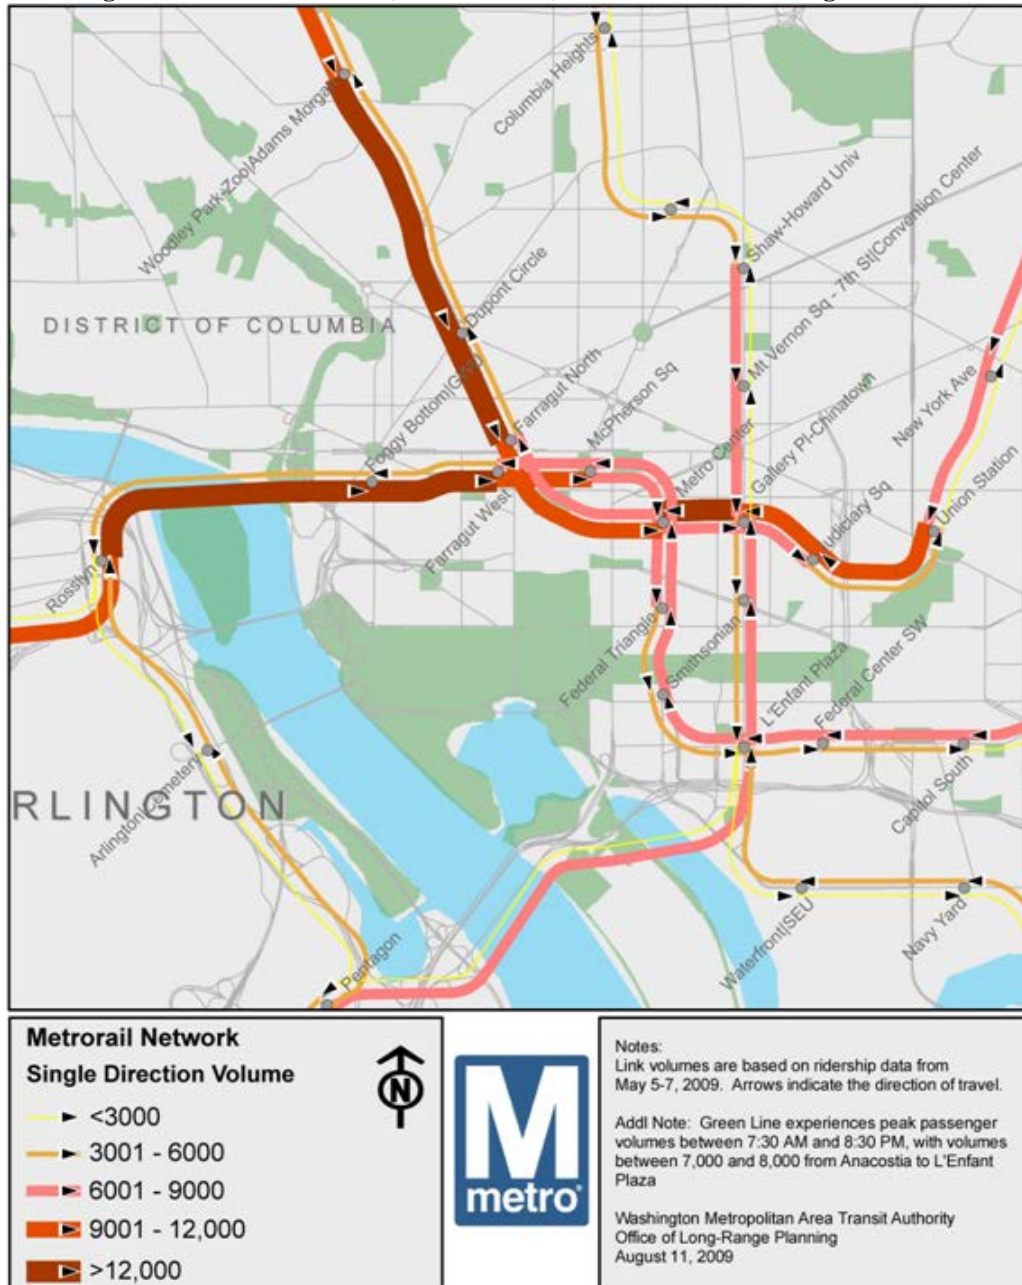 Columbia Heights
Woodley Park-Zoo|Adams Morgan
Shaw-Howard Univ
Mt Vernon Sq - 7th St|Convention Center
DISTRICT OF COLUMBIA
Dupont Circle
Foggy Bottom|GWU
Farragut North
McPherson Sq
Metro Center
Gallery Pl-Chinatown
New York Ave
Farragut West
Judiciary Sq
Union Station
Rosslyn
Federal Triangle
Smithsonian
L'Enfant Plaza
Federal Center SW
Arlington Cemetery
Capitol South
RLINGTON
Pentagon
Waterfront|SEU
Navy Yard
Metrorail Network
Single Direction Volume
N
<3000
3001 - 6000
6001 - 9000
9001 - 12,000
>12,000
M
metro
Notes:
Link volumes are based on ridership data from
May 5-7, 2009. Arrows indicate the direction of travel.
Addl Note: Green Line experiences peak passenger
volumes between 7:30 AM and 8:30 PM, with volumes
between 7,000 and 8,000 from Anacostia to L'Enfant
Plaza
Washington Metropolitan Area Transit Authority
Office of Long-Range Planning
August 11, 2009